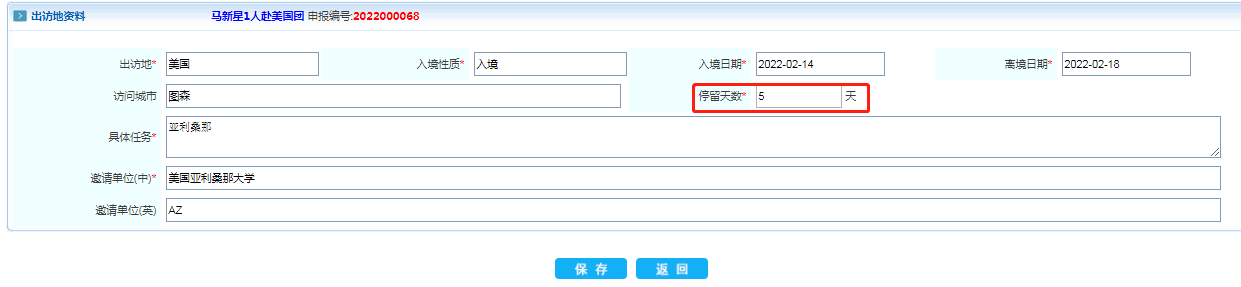 出访地资料 马新星1人赴美国团 申报编号:2022000068
出访地* 美国 入境性质* 入境 入境日期* 2022-02-14 离境日期* 2022-02-18
访问城市 图森 停留天数* 5 天
具体任务* 亚利桑那
邀请单位(中)* 美国亚利桑那大学
邀请单位(英) AZ
保 存 返 回